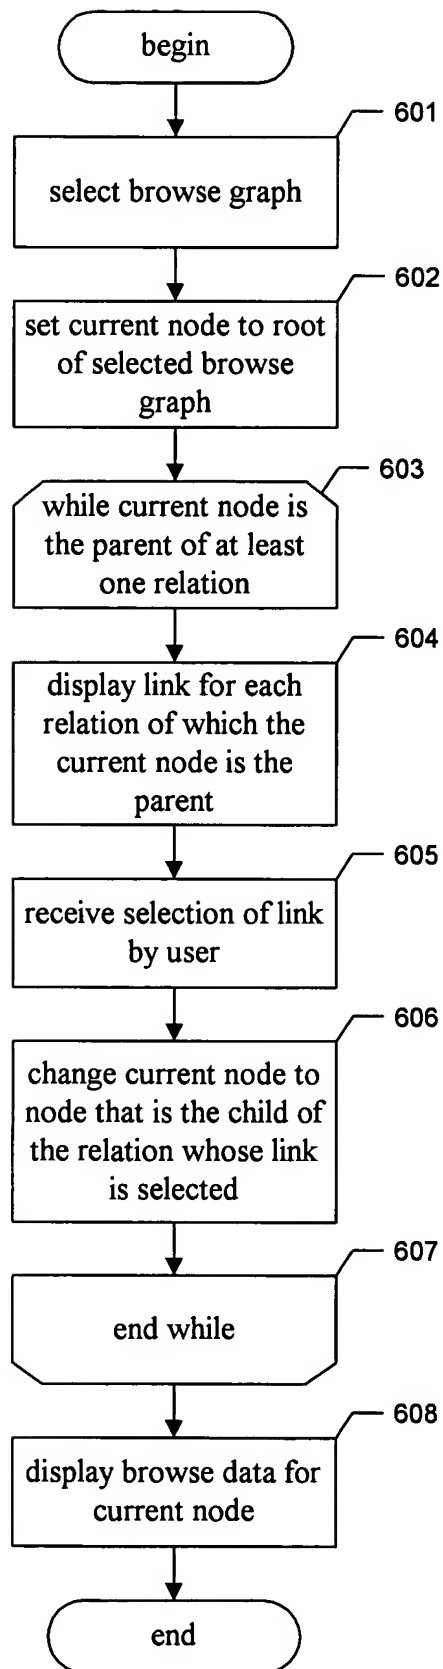 begin
601
select browse graph
602
set current node to root
of selected browse
graph
603
while current node is
the parent of at least
one relation
604
display link for each
relation of which the
current node is the
parent
605
receive selection of link
by user
606
change current node to
node that is the child of
the relation whose link
is selected
607
end while
608
display browse data for
current node
end